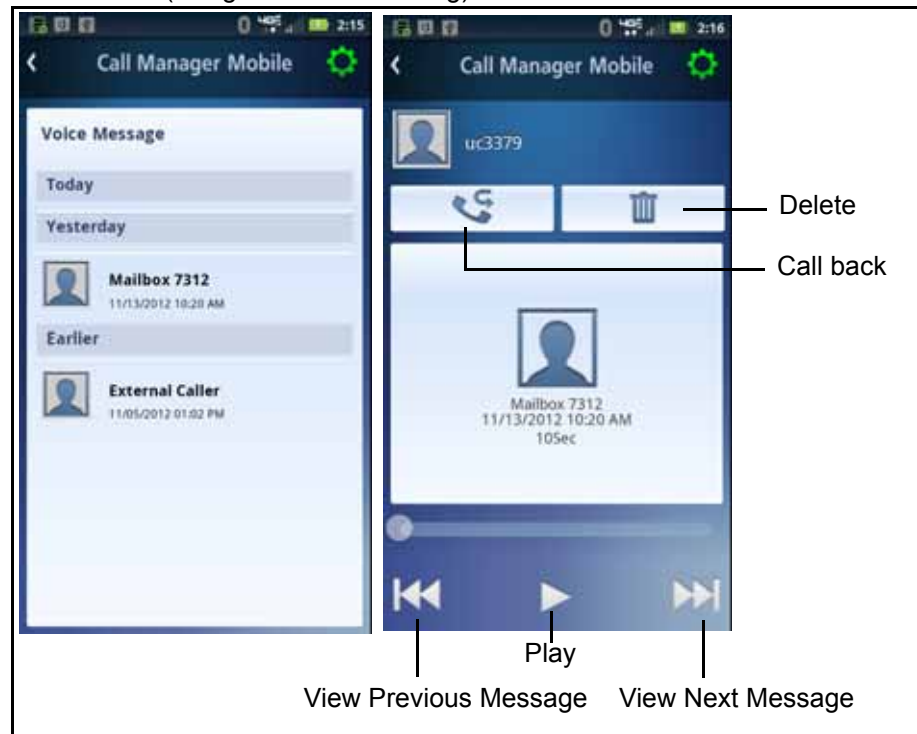 2:15
Call Manager Mobile
Voice Message
Today
Yesterday
Mailbox 7312
11/13/2012 10:20 AM
Earlier
External Caller
11/05/2012 01:02 PM
2:16
Call Manager Mobile
uc3379
Delete
Call back
Mailbox 7312
11/13/2012 10:20 AM
10Sec
Play
View Previous Message
View Next Message